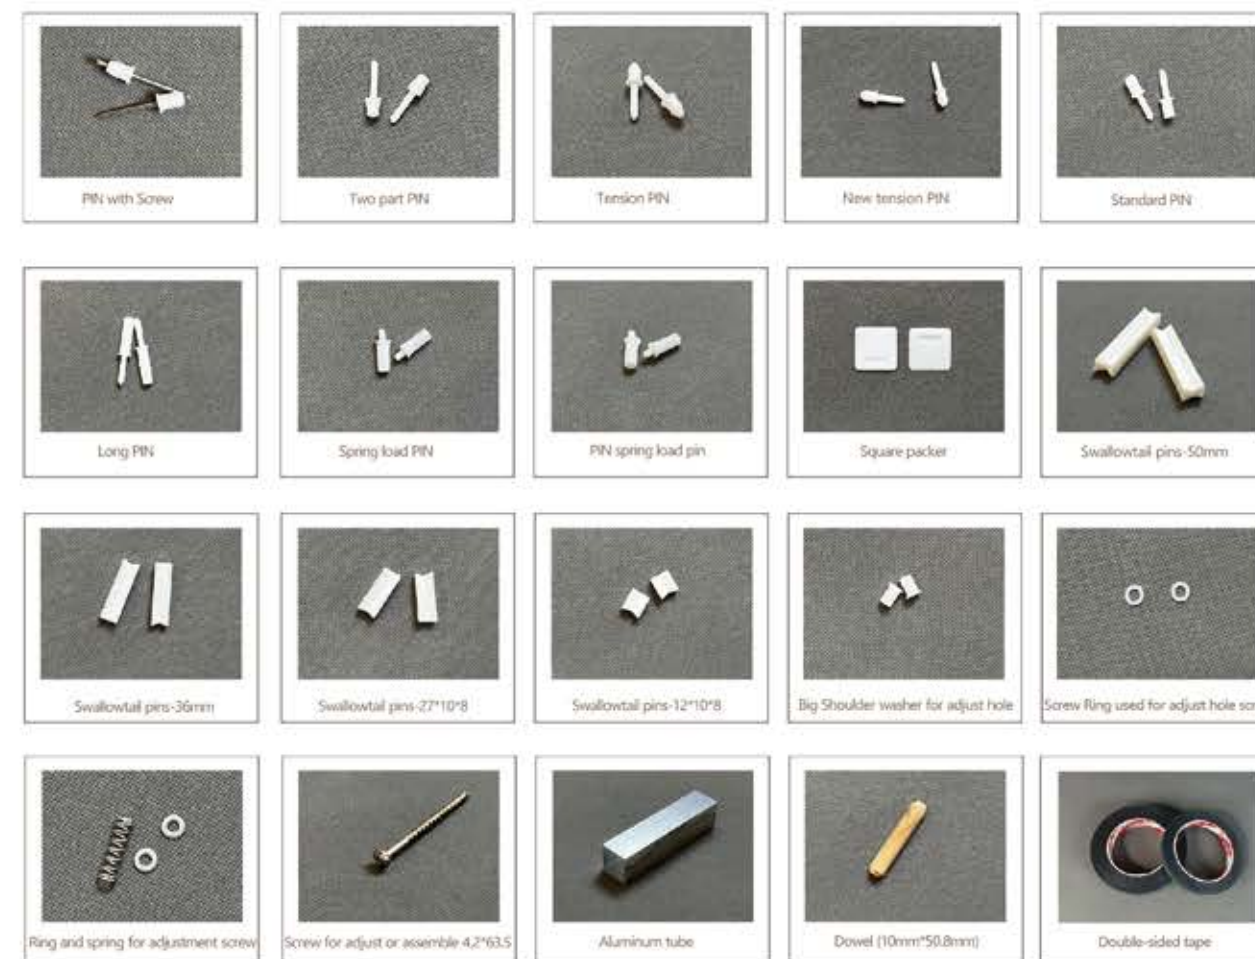 PIN with Screw
Two part PIN
Tension PIN
New tension PIN
Standard PIN
Long PIN
Spring load PIN
PIN spring load pin
Square packer
Swallowtail pins-50mm
Swallowtail pins-36mm
Swallowtail pins-27*10*8
Swallowtail pins-12*10*8
Big Shoulder washer for adjust hole
Screw Ring used for adjust hole scr
Ring and spring for adjustment screw
Screw for adjust or assemble 4.2*63.5
Aluminum tube
Dowel (10mm*50.8mm)
Double-sided tape